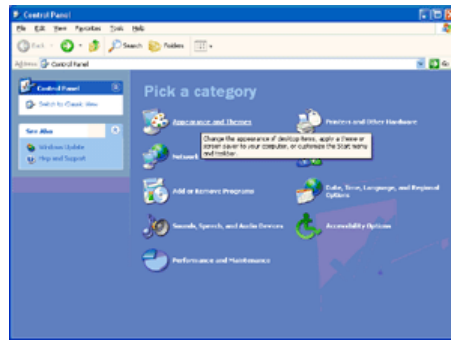 Control Panel
File Edit View Favorites Tools Help
Back Search Folders
Address Control Panel Go
Control Panel
Switch to Classic View
See Also
Windows Update
Help and Support
Pick a category
Appearance and Themes
Printers and Other Hardware
Change the appearance of desktop items, apply a theme or
screen saver to your computer, or customize the Start menu
and taskbar.
Network
Add or Remove Programs
Date, Time, Language, and Regional
Options
Sounds, Speech, and Audio Devices
Accessibility Options
Performance and Maintenance